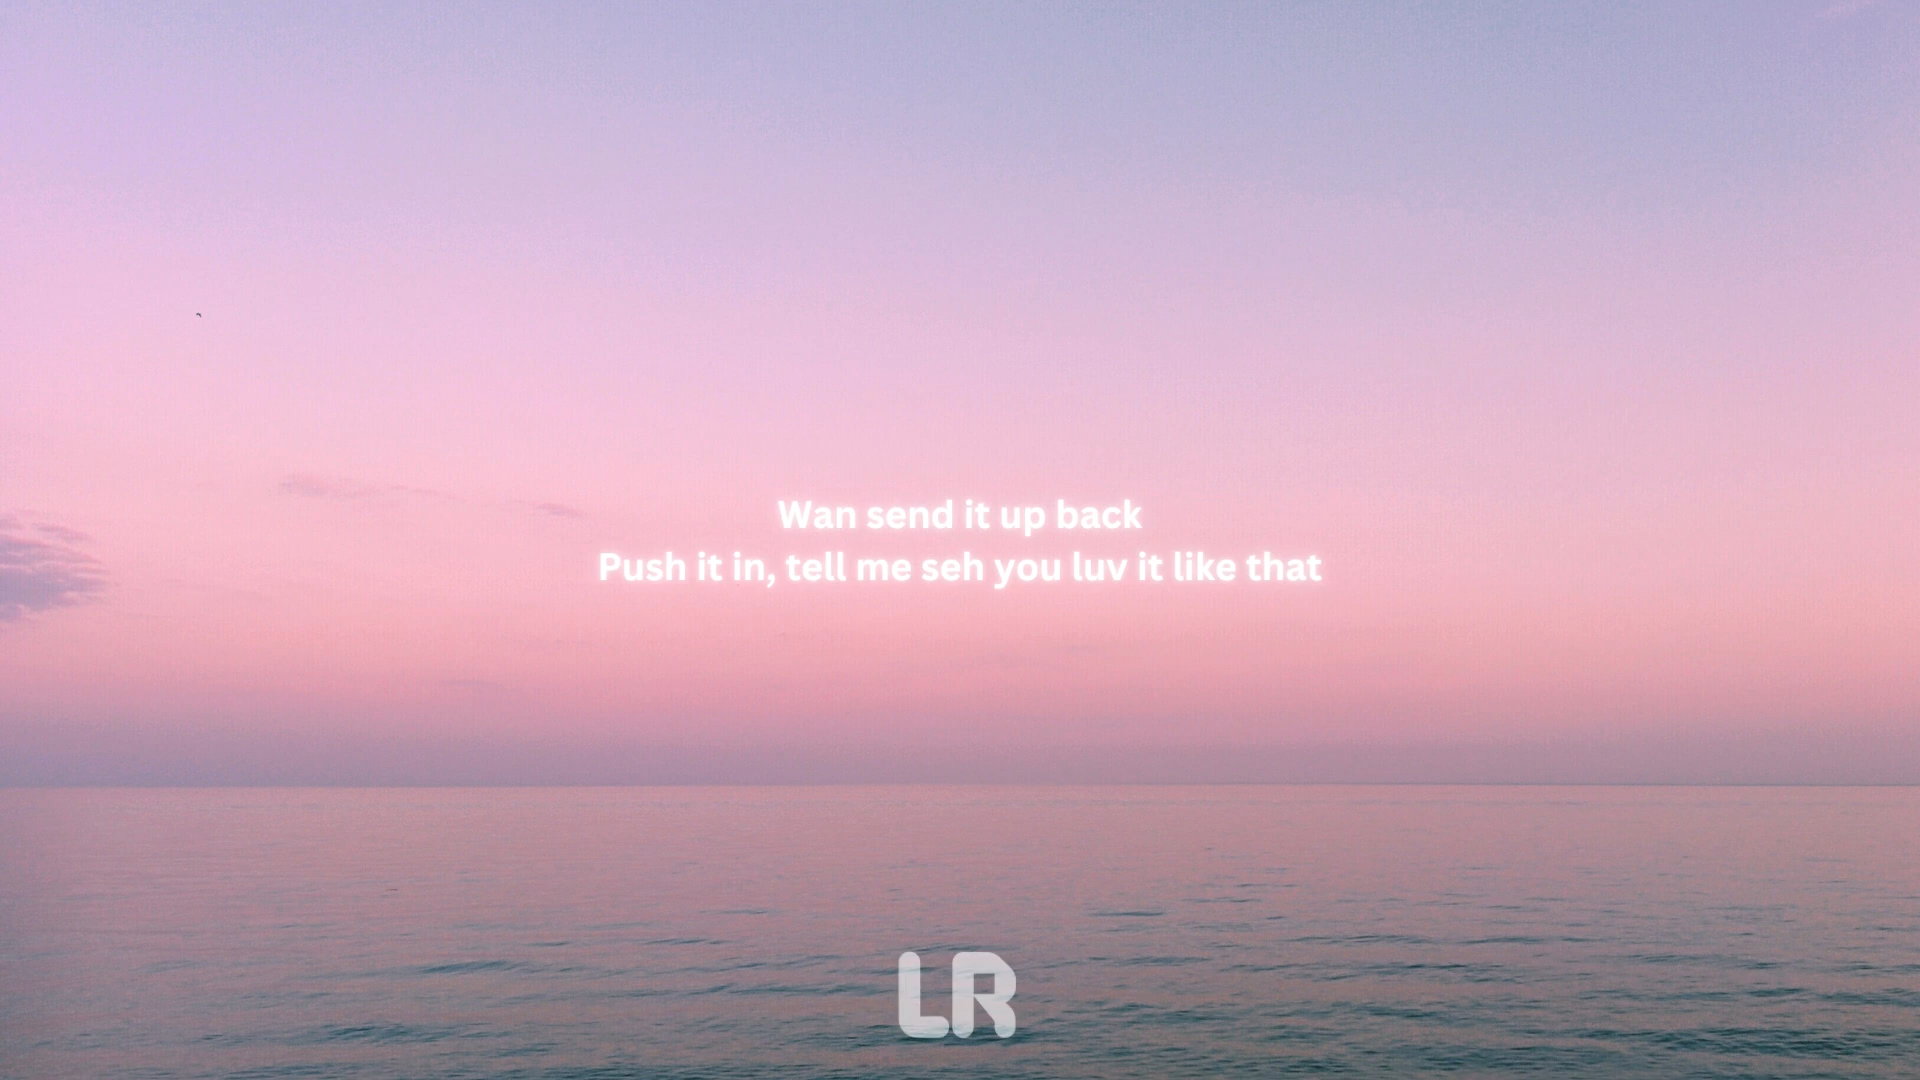 Wan send it up back
Push it in, tell me seh you luv it like that
LR